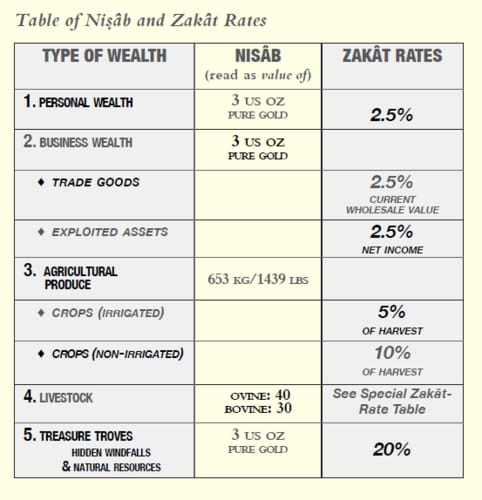 Table of Niṣâb and Zakât Rates
TYPE OF WEALTH NISÂB ZAKÂT RATES
(read as value of)
1. PERSONAL WEALTH 3 US OZ
PURE GOLD 2.5%
2. BUSINESS WEALTH 3 US OZ
PURE GOLD
♦ TRADE GOODS 2.5%
CURRENT
WHOLESALE VALUE
♦ EXPLOITED ASSETS 2.5%
NET INCOME
3. AGRICULTURAL
PRODUCE 653 KG/1439 LBS
♦ CROPS (IRRIGATED) 5%
OF HARVEST
♦ CROPS (NON-IRRIGATED) 10%
OF HARVEST
4. LIVESTOCK OVINE: 40
BOVINE: 30 See Special Zakât-
Rate Table
5. TREASURE TROVES 3 US OZ
HIDDEN WINDFALLS PURE GOLD 20%
& NATURAL RESOURCES